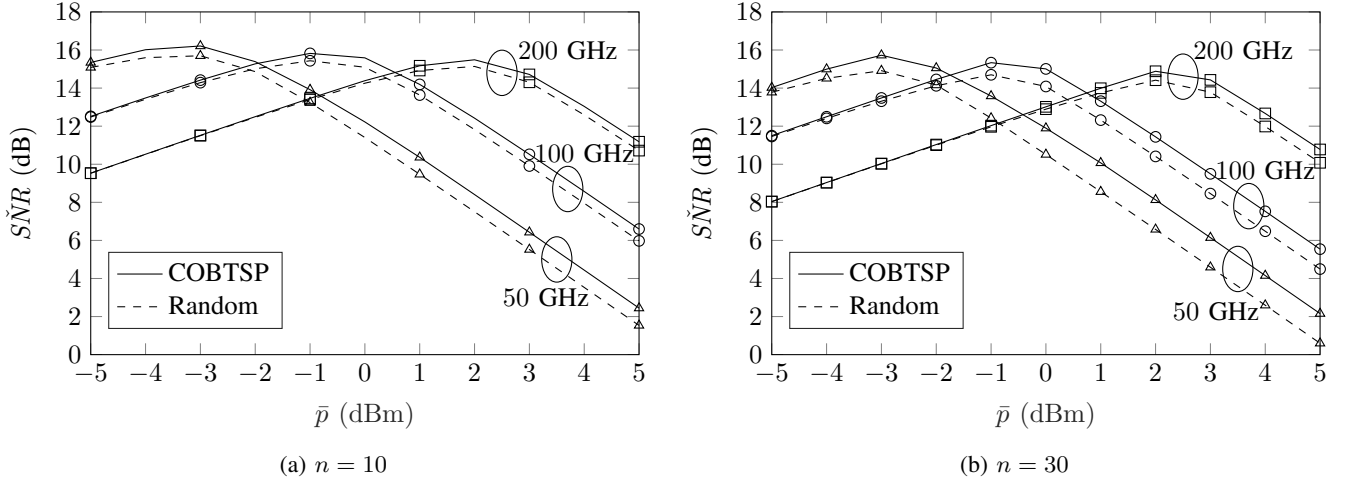 18
16
14
12
10
8
6
4
2
0
SŇR (dB)
200 GHz
100 GHz
50 GHz
COBTSP
Random
−5 −4 −3 −2 −1 0 1 2 3 4 5
p̄ (dBm)
(a) n = 10
18
16
14
12
10
8
6
4
2
0
SŇR (dB)
200 GHz
100 GHz
50 GHz
COBTSP
Random
−5 −4 −3 −2 −1 0 1 2 3 4 5
p̄ (dBm)
(b) n = 30